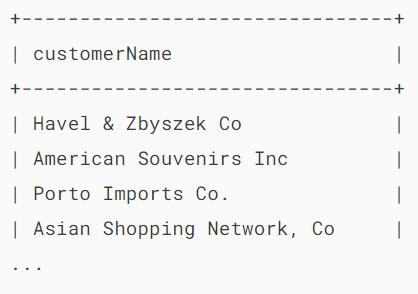 +--------------------------------+
| customerName                   |
+--------------------------------+
| Havel & Zbyszek Co             |
| American Souvenirs Inc         |
| Porto Imports Co.              |
| Asian Shopping Network, Co     |
...